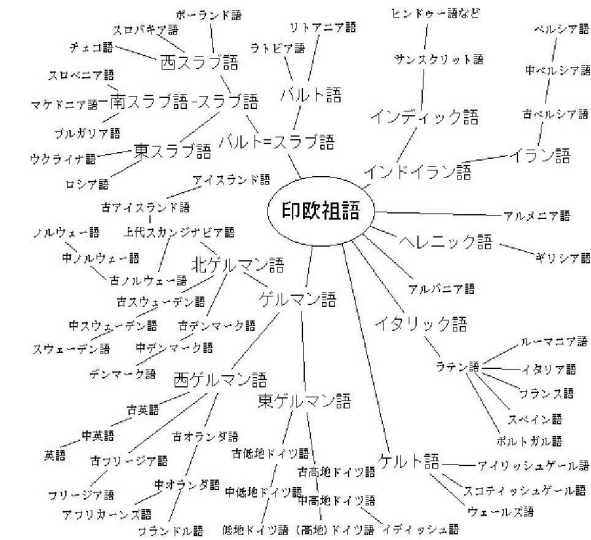 ポーランド語
スロバキア語
チェコ語
西スラブ語
リトアニア語
ラトビア語
バルト語
ヒンドゥー語など
サンスクリット語
インディック語
ペルシア語
中ペルシア語
古ペルシア語
イラン語
インドイラン語
スロベニア語
マケドニア語
南スラブ語
スラブ語
ブルガリア語
バルト=スラブ語
ウクライナ語
東スラブ語
ロシア語
印欧祖語
アルメニア語
ヘレニック語
ギリシア語
アルバニア語
アイスランド語
古アイスランド語
ノルウェー語
上代スカンジナビア語
中ノルウェー語
古ノルウェー語
北ゲルマン語
ゲルマン語
古スウェーデン語
中スウェーデン語
スウェーデン語
古デンマーク語
中デンマーク語
デンマーク語
イタリック語
ラテン語
ルーマニア語
イタリア語
フランス語
スペイン語
ポルトガル語
西ゲルマン語
東ゲルマン語
古英語
中英語
英語
古フリージア語
フリージア語
古オランダ語
中オランダ語
アフリカーンズ語
フランドル語
古低地ドイツ語
中低地ドイツ語
低地ドイツ語
古高地ドイツ語
中高地ドイツ語
(高地)ドイツ語
イディッシュ語
ケルト語
アイリッシュゲール語
スコティッシュゲール語
ウェールズ語